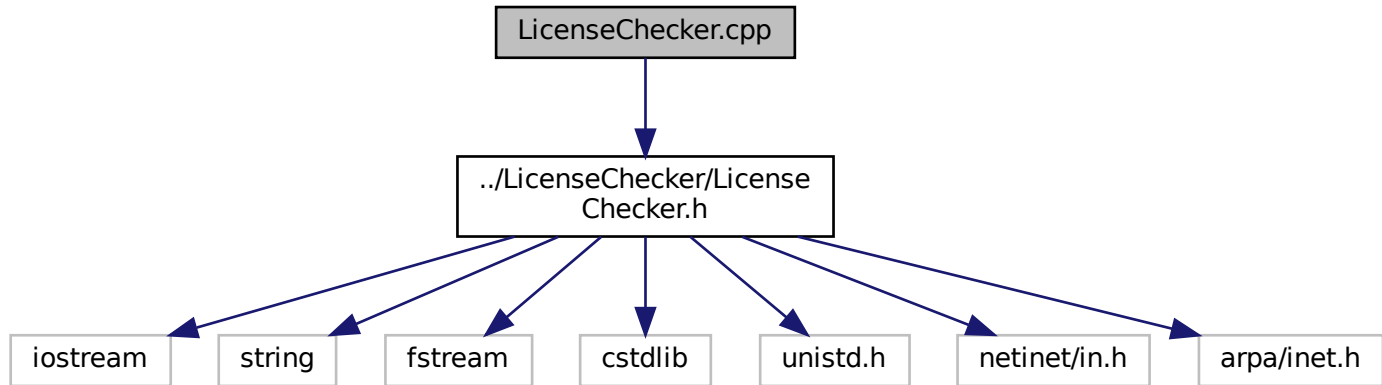 LicenseChecker.cpp
../LicenseChecker/License
Checker.h
iostream
string
fstream
cstdlib
unistd.h
netinet/in.h
arpa/inet.h